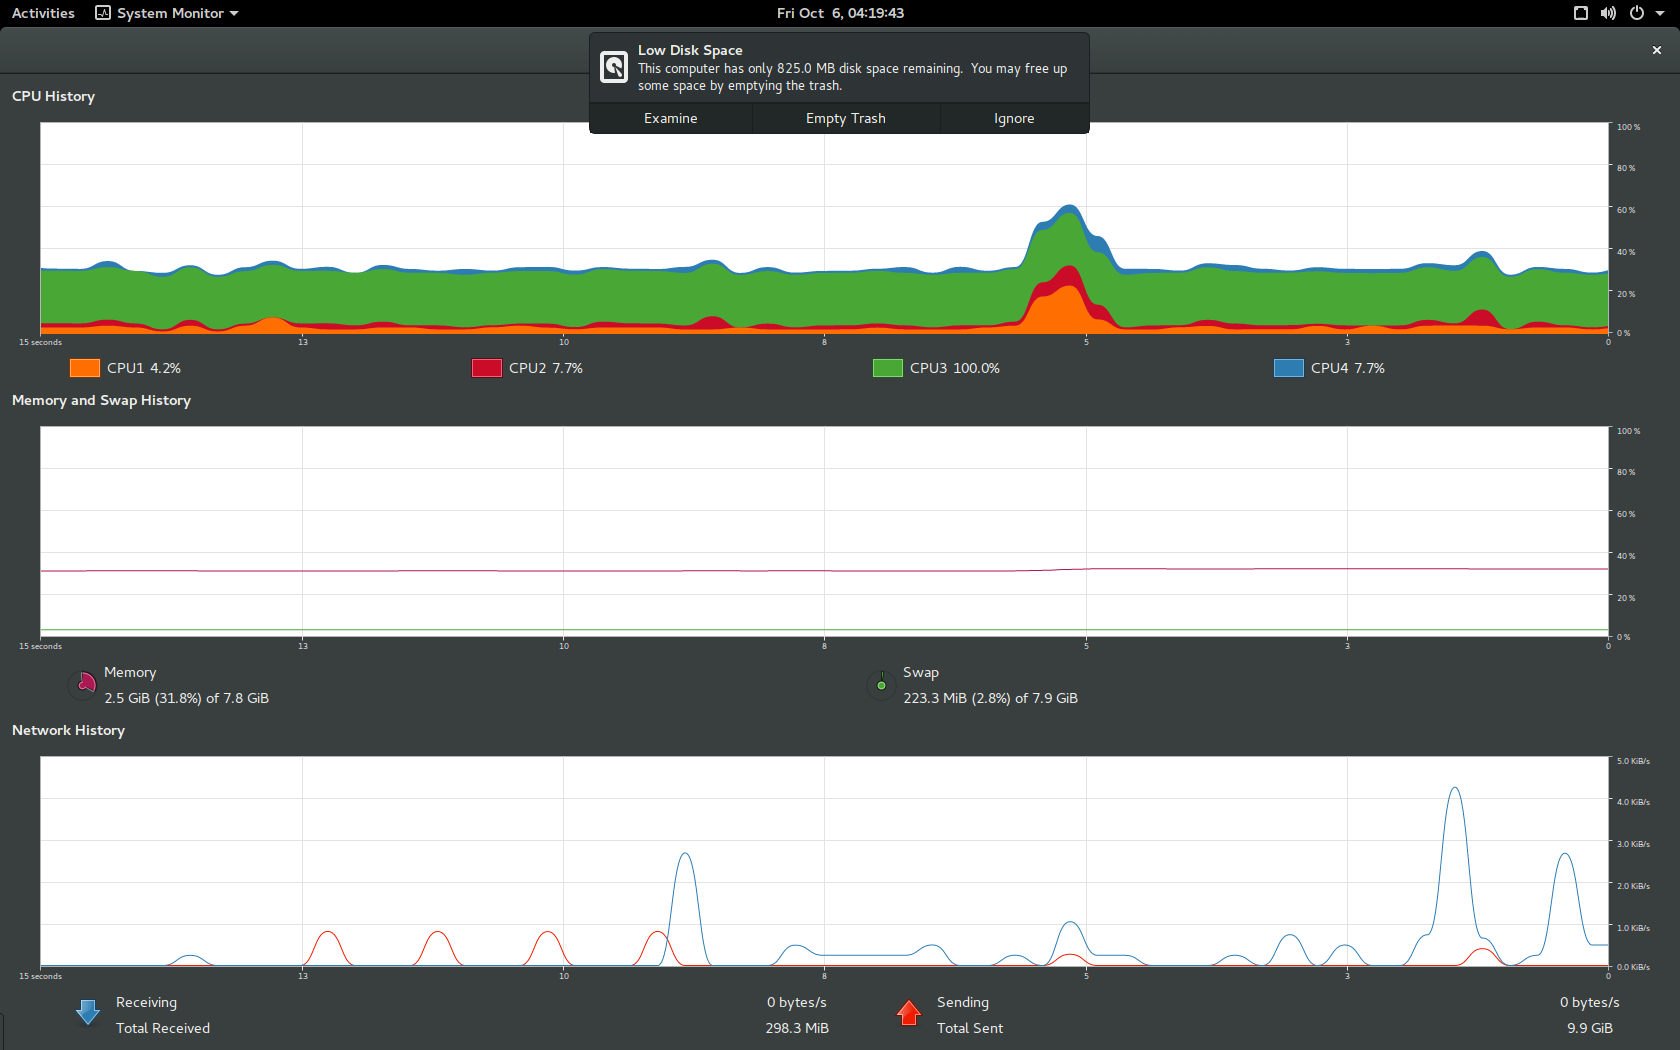 Activities
System Monitor
Fri Oct 6, 04:19:43
Low Disk Space
This computer has only 825.0 MB disk space remaining. You may free up
some space by emptying the trash.
Examine
Empty Trash
Ignore
CPU History
100 %
80 %
60 %
40 %
20 %
0 %
15 seconds
13
10
8
5
3
0
CPU1 4.2%
CPU2 7.7%
CPU3 100.0%
CPU4 7.7%
Memory and Swap History
100 %
80 %
60 %
40 %
20 %
0 %
15 seconds
13
10
8
5
3
0
Memory
2.5 GiB (31.8%) of 7.8 GiB
Swap
223.3 MiB (2.8%) of 7.9 GiB
Network History
5.0 KiB/s
4.0 KiB/s
3.0 KiB/s
2.0 KiB/s
1.0 KiB/s
0.0 KiB/s
15 seconds
13
10
8
5
3
0
Receiving
0 bytes/s
Total Received
298.3 MiB
Sending
0 bytes/s
Total Sent
9.9 GiB